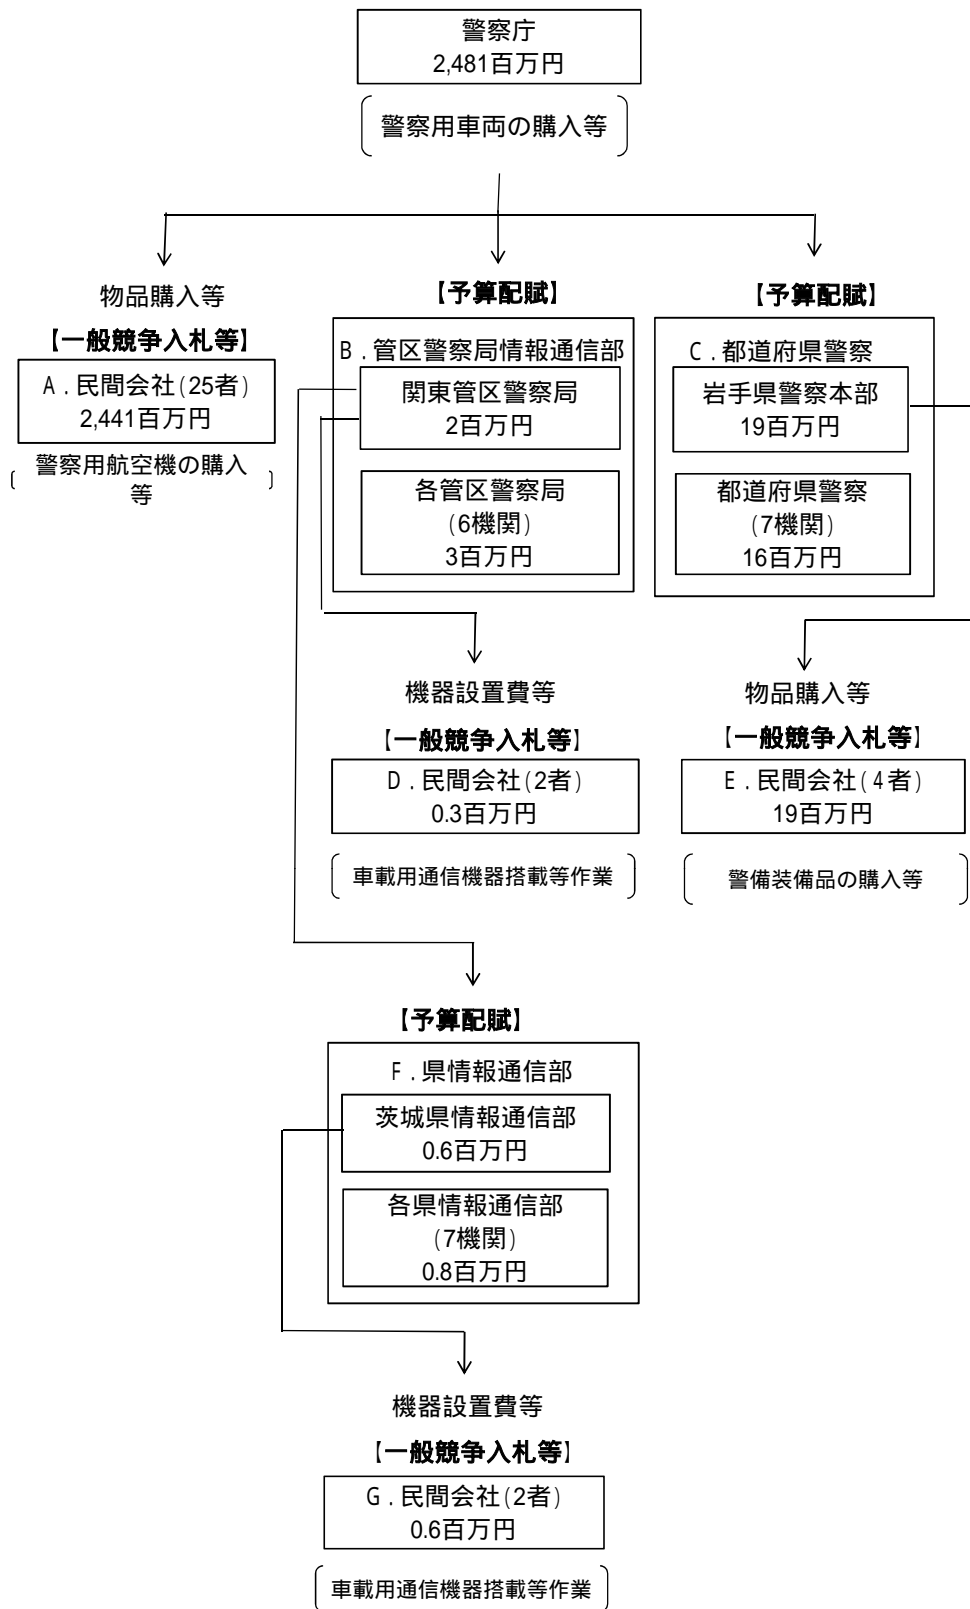 警察庁
2,481百万円
警察用車両の購入等
物品購入等
【一般競争入札等】
A．民間会社(25者)
2,441百万円
警察用航空機の購入
等
【予算配賦】
B．管区警察局情報通信部
関東管区警察局
2百万円
各管区警察局
(6機関)
3百万円
【予算配賦】
C．都道府県警察
岩手県警察本部
19百万円
都道府県警察
(7機関)
16百万円
機器設置費等
【一般競争入札等】
D．民間会社(2者)
0.3百万円
車載用通信機器搭載等作業
物品購入等
【一般競争入札等】
E．民間会社(4者)
19百万円
警備装備品の購入等
【予算配賦】
F．県情報通信部
茨城県情報通信部
0.6百万円
各県情報通信部
(7機関)
0.8百万円
機器設置費等
【一般競争入札等】
G．民間会社(2者)
0.6百万円
車載用通信機器搭載等作業